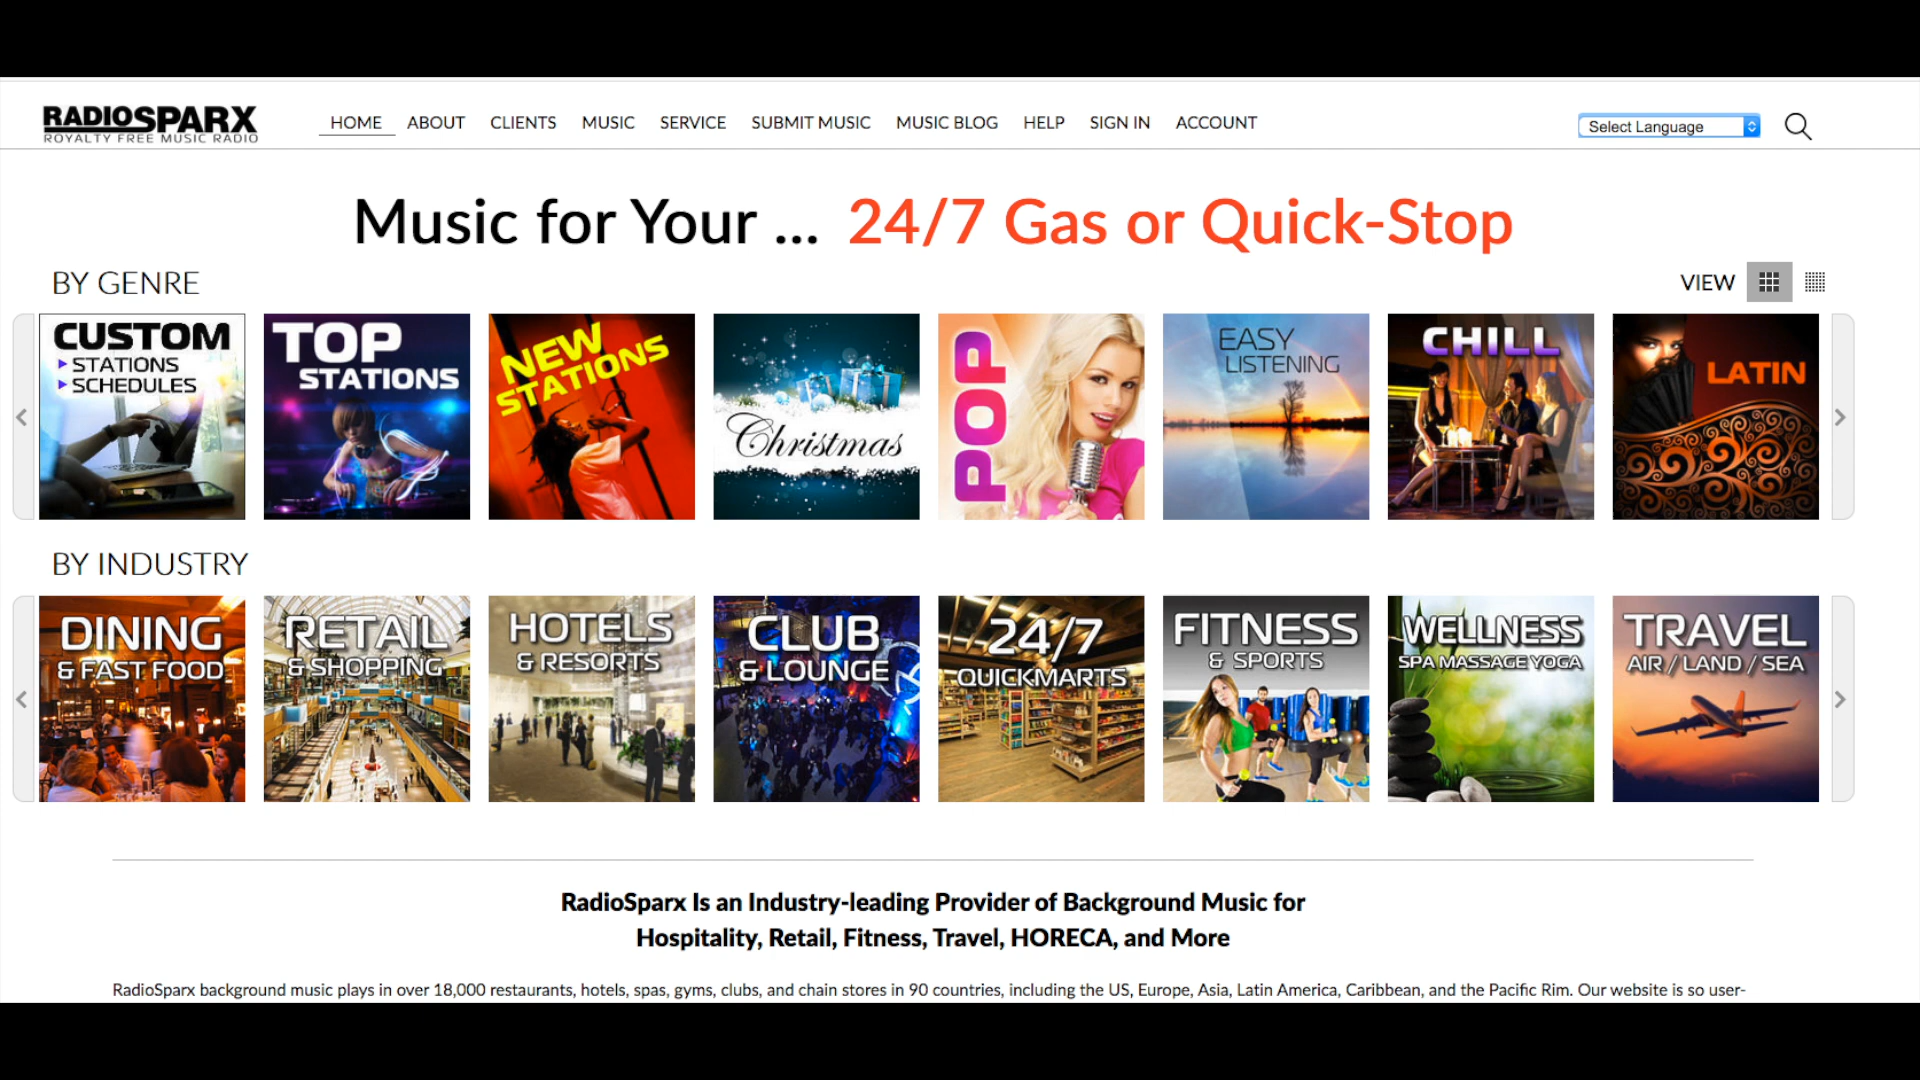 RADIOSPARX
ROYALTY FREE MUSIC RADIO
HOME ABOUT CLIENTS MUSIC SERVICE SUBMIT MUSIC MUSIC BLOG HELP SIGN IN ACCOUNT
Select Language
Music for Your ... 24/7 Gas or Quick-Stop
BY GENRE
VIEW
CUSTOM
STATIONS
SCHEDULES
TOP
STATIONS
NEW
STATIONS
Christmas
POP
EASY
LISTENING
CHILL
LATIN
BY INDUSTRY
DINING
& FAST FOOD
RETAIL
& SHOPPING
HOTELS
& RESORTS
CLUB
& LOUNGE
24/7
QUICKMARTS
FITNESS
& SPORTS
WELLNESS
SPA MASSAGE YOGA
TRAVEL
AIR / LAND / SEA
RadioSparx Is an Industry-leading Provider of Background Music for
Hospitality, Retail, Fitness, Travel, HORECA, and More
RadioSparx background music plays in over 18,000 restaurants, hotels, spas, gyms, clubs, and chain stores in 90 countries, including the US, Europe, Asia, Latin America, Caribbean, and the Pacific Rim. Our website is so user-